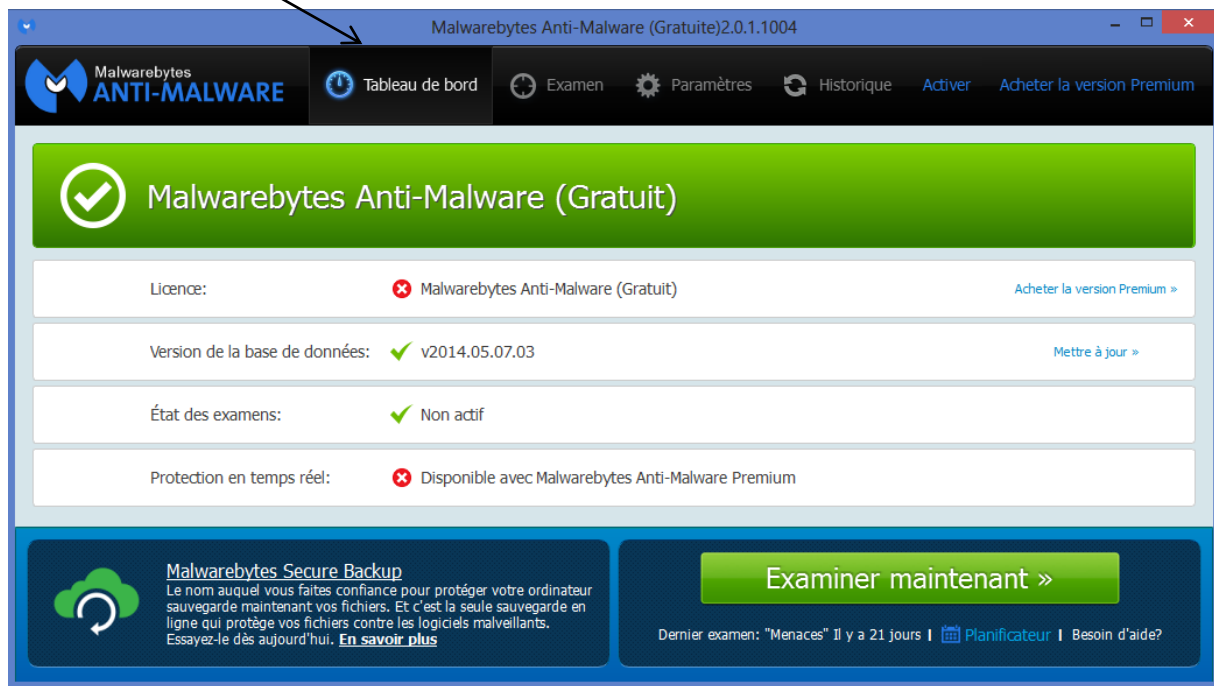 Malwarebytes Anti-Malware (Gratuite)2.0.1.1004
Malwarebytes
ANTI-MALWARE
Tableau de bord
Examen
Paramètres
Historique
Activer
Acheter la version Premium
Malwarebytes Anti-Malware (Gratuit)
Licence: Malwarebytes Anti-Malware (Gratuit) Acheter la version Premium »
Version de la base de données: v2014.05.07.03 Mettre à jour »
État des examens: Non actif
Protection en temps réel: Disponible avec Malwarebytes Anti-Malware Premium
Malwarebytes Secure Backup
Le nom auquel vous faites confiance pour protéger votre ordinateur
sauvegarde maintenant vos fichiers. Et c'est la seule sauvegarde en
ligne qui protège vos fichiers contre les logiciels malveillants.
Essayez-le dès aujourd'hui. En savoir plus
Examiner maintenant »
Dernier examen: "Menaces" Il y a 21 jours | Planificateur | Besoin d'aide?